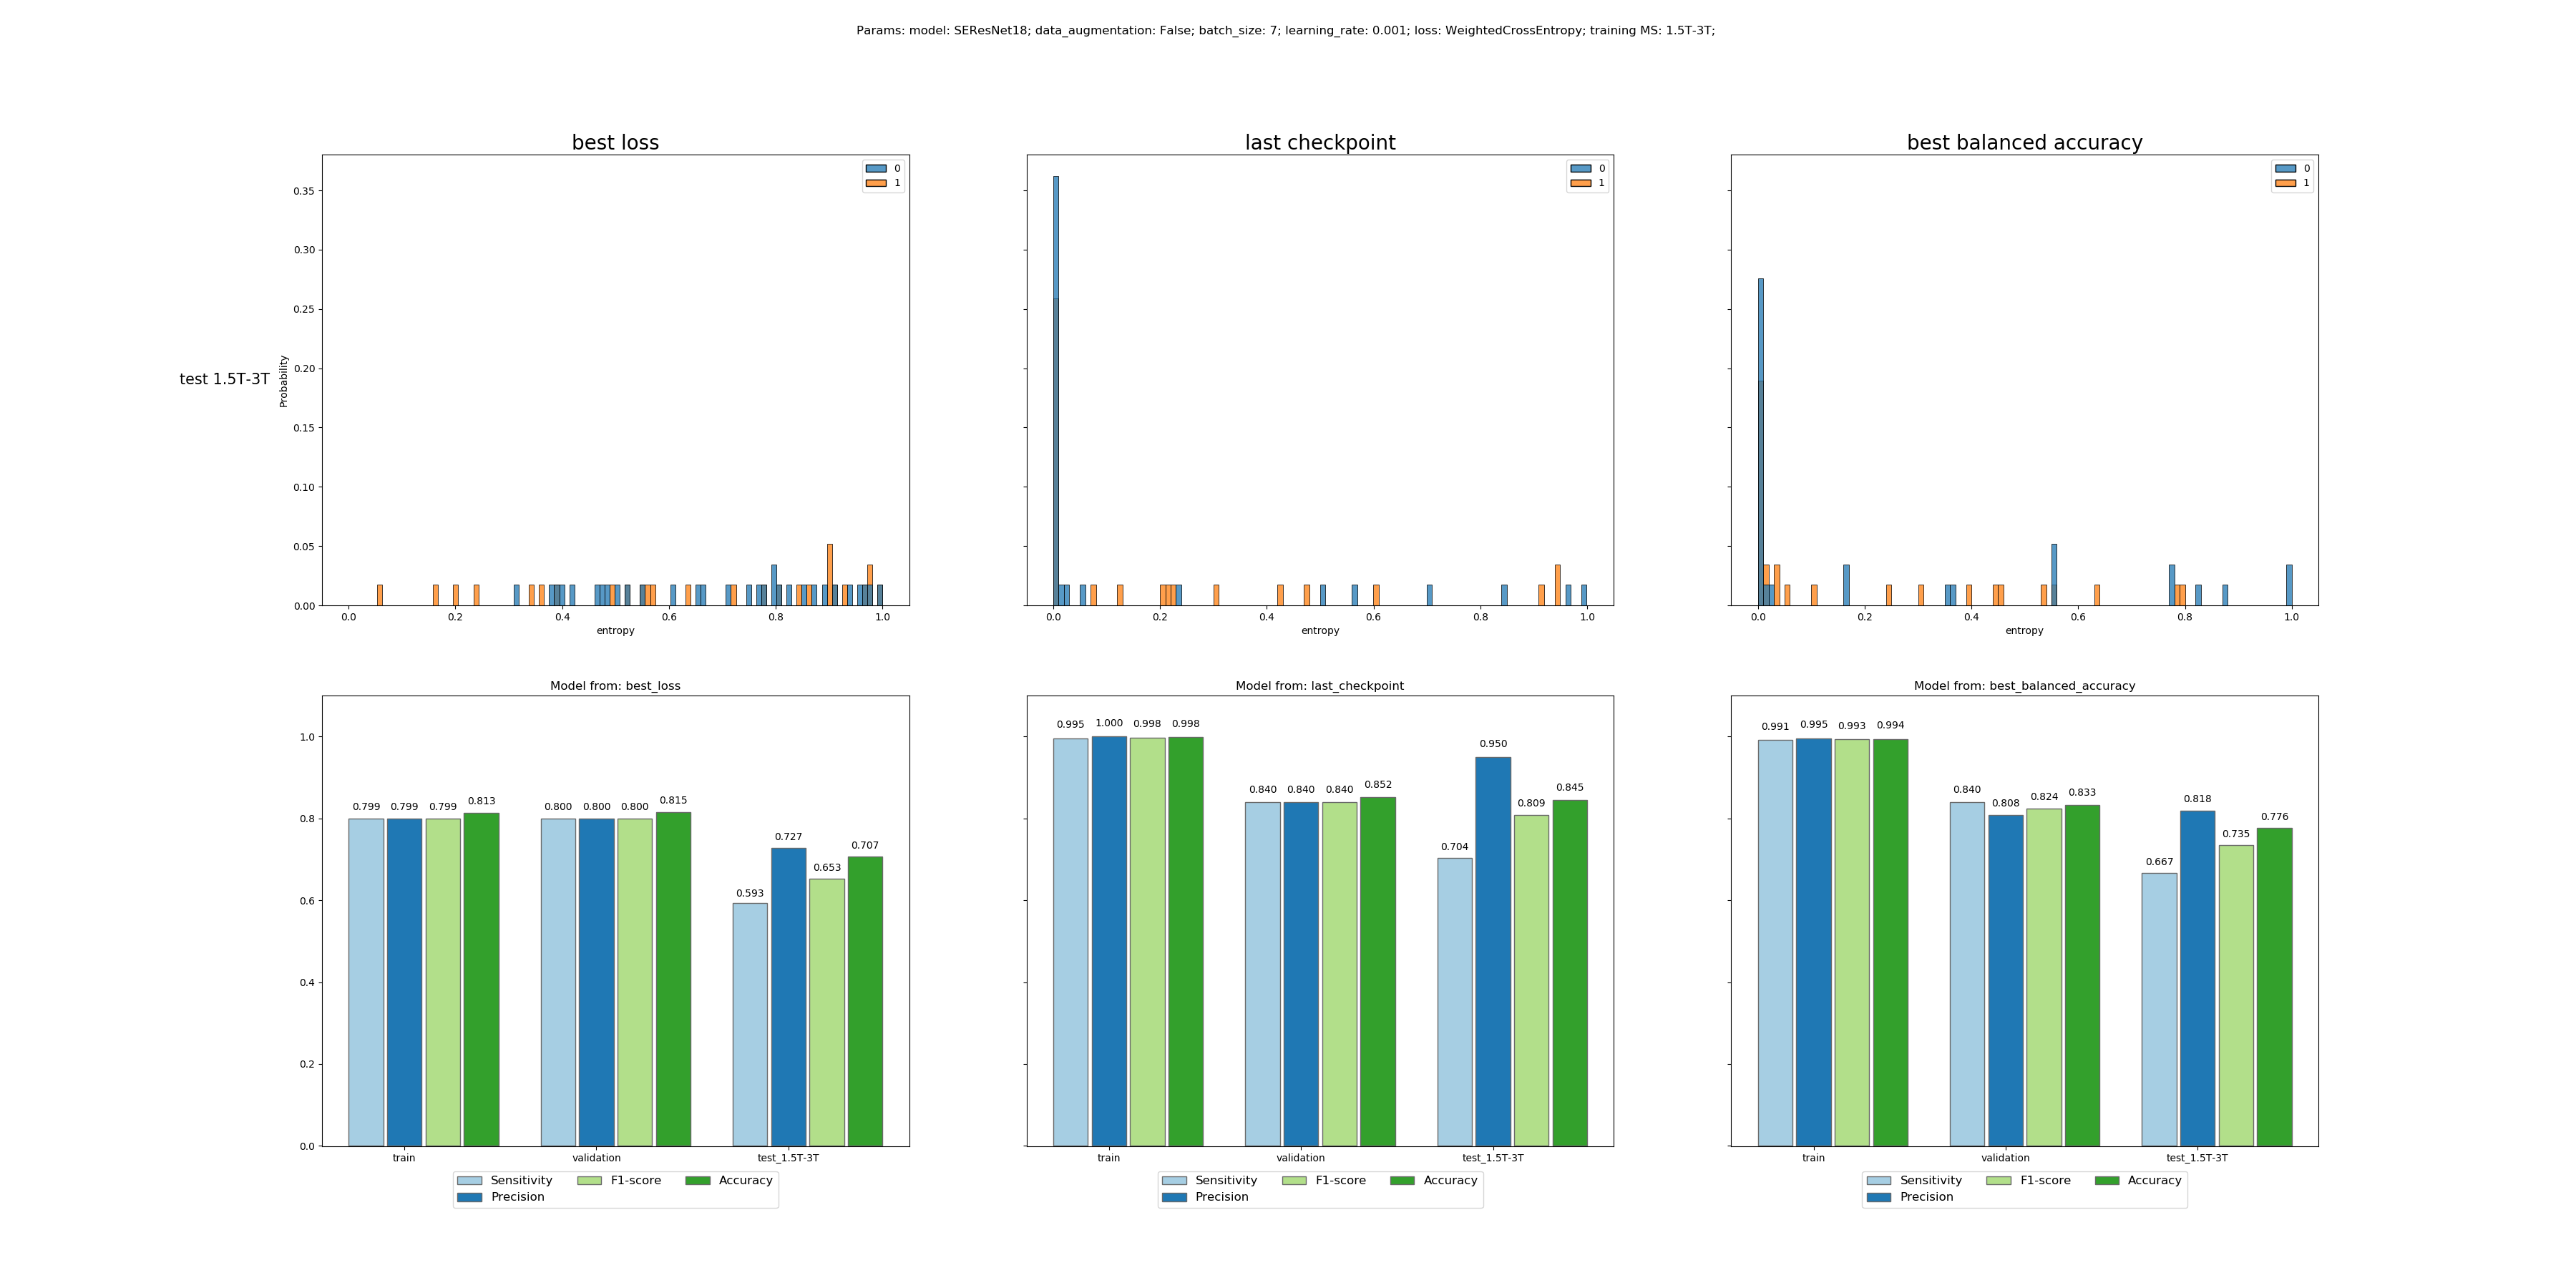 Params: model: SEResNet18; data_augmentation: False; batch_size: 7; learning_rate: 0.001; loss: WeightedCrossEntropy; training MS: 1.5T-3T;
best loss
last checkpoint
best balanced accuracy
test 1.5T-3T
Probability
0.35
0.30
0.25
0.20
0.15
0.10
0.05
0.00
0
1
0.0 0.2 0.4 0.6 0.8 1.0
entropy
0
1
0.0 0.2 0.4 0.6 0.8 1.0
entropy
0
1
0.0 0.2 0.4 0.6 0.8 1.0
entropy
Model from: best_loss
1.0
0.8
0.6
0.4
0.2
0.0
0.799 0.799 0.799 0.813
0.800 0.800 0.800 0.815
0.593 0.727 0.653 0.707
train validation test_1.5T-3T
Sensitivity F1-score Accuracy
Precision
Model from: last_checkpoint
0.995 1.000 0.998 0.998
0.840 0.840 0.840 0.852
0.704 0.950 0.809 0.845
train validation test_1.5T-3T
Sensitivity F1-score Accuracy
Precision
Model from: best_balanced_accuracy
0.991 0.995 0.993 0.994
0.840 0.808 0.824 0.833
0.667 0.818 0.735 0.776
train validation test_1.5T-3T
Sensitivity F1-score Accuracy
Precision